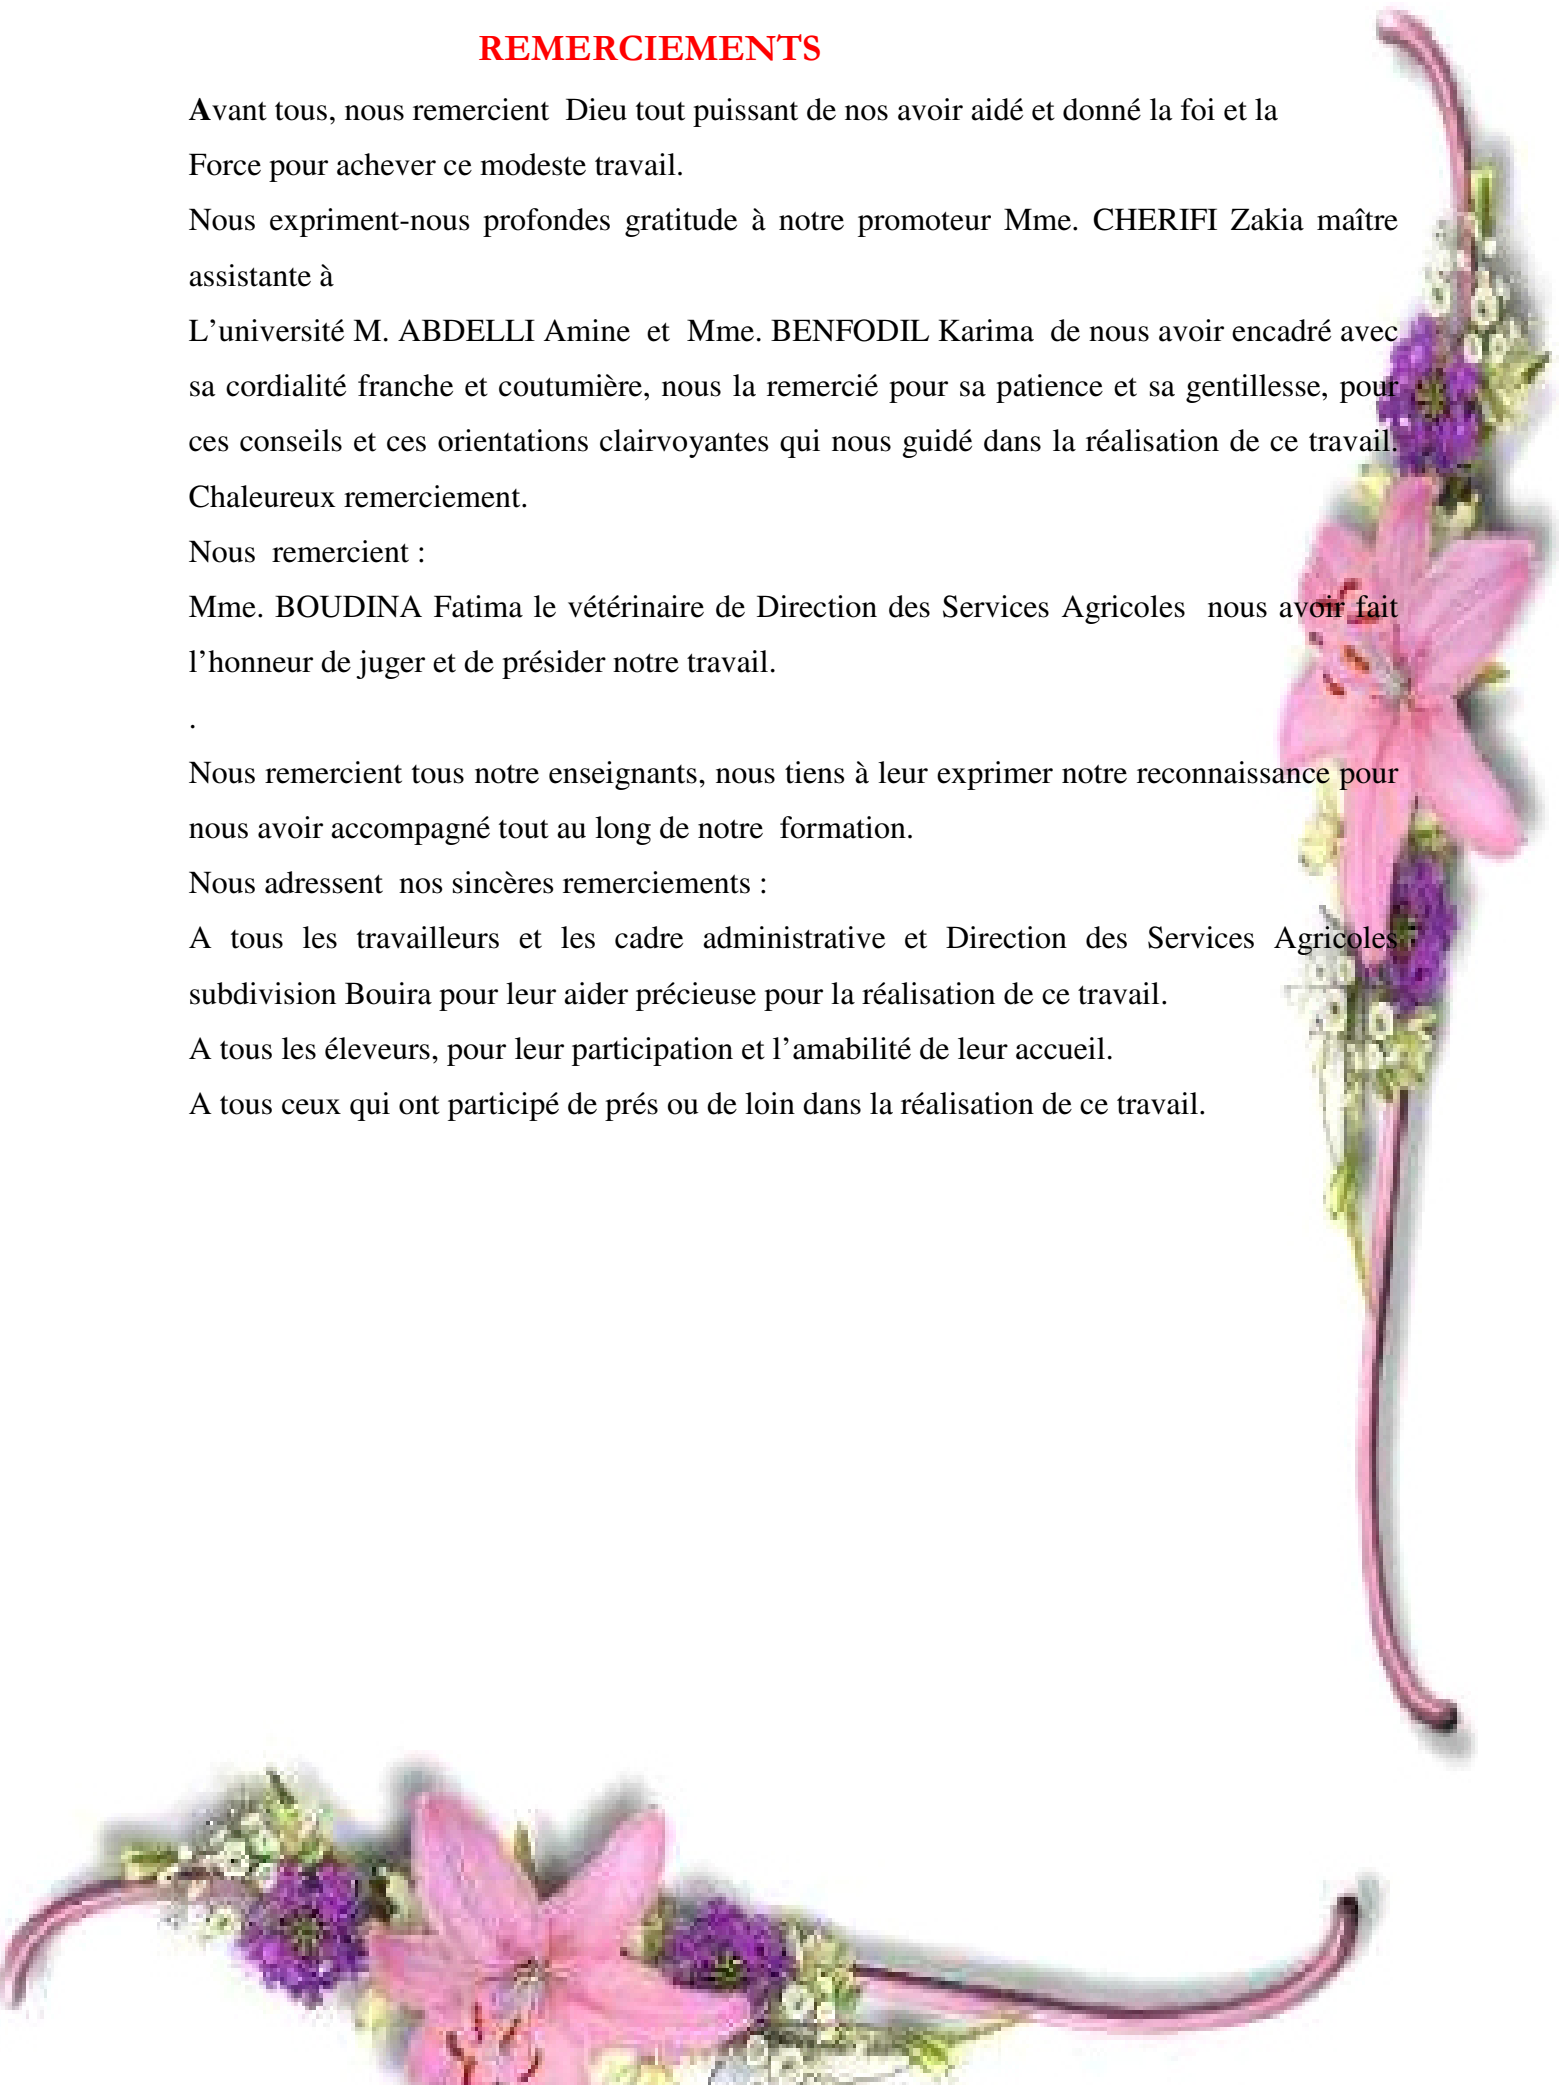 REMERCIEMENTS
Avant tous, nous remercient Dieu tout puissant de nos avoir aidé et donné la foi et la
Force pour achever ce modeste travail.
Nous expriment-nous profondes gratitude à notre promoteur Mme. CHERIFI Zakia maître
assistante à
L’université M. ABDELLI Amine et Mme. BENFODIL Karima de nous avoir encadré avec
sa cordialité franche et coutumière, nous la remercié pour sa patience et sa gentillesse, pour
ces conseils et ces orientations clairvoyantes qui nous guidé dans la réalisation de ce travail.
Chaleureux remerciement.
Nous remercient :
Mme. BOUDINA Fatima le vétérinaire de Direction des Services Agricoles nous avoir fait
l’honneur de juger et de présider notre travail.
.
Nous remercient tous notre enseignants, nous tiens à leur exprimer notre reconnaissance pour
nous avoir accompagné tout au long de notre formation.
Nous adressent nos sincères remerciements :
A tous les travailleurs et les cadre administrative et Direction des Services Agricoles
subdivision Bouira pour leur aider précieuse pour la réalisation de ce travail.
A tous les éleveurs, pour leur participation et l’amabilité de leur accueil.
A tous ceux qui ont participé de prés ou de loin dans la réalisation de ce travail.